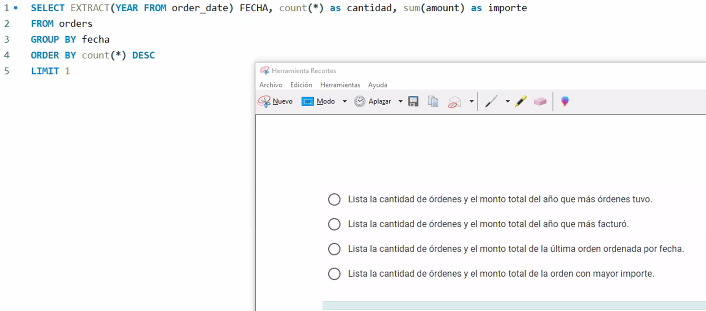 1 SELECT EXTRACT(YEAR FROM order_date) FECHA, count(*) as cantidad, sum(amount) as importe
2 FROM orders
3 GROUP BY fecha
4 ORDER BY count(*) DESC
5 LIMIT 1
Herramienta Recortes
Archivo Edición Herramientas Ayuda
Nuevo Modo Aplazar
Lista la cantidad de órdenes y el monto total del año que más órdenes tuvo.
Lista la cantidad de órdenes y el monto total del año que más facturó.
Lista la cantidad de órdenes y el monto total de la última orden ordenada por fecha.
Lista la cantidad de órdenes y el monto total de la orden con mayor importe.